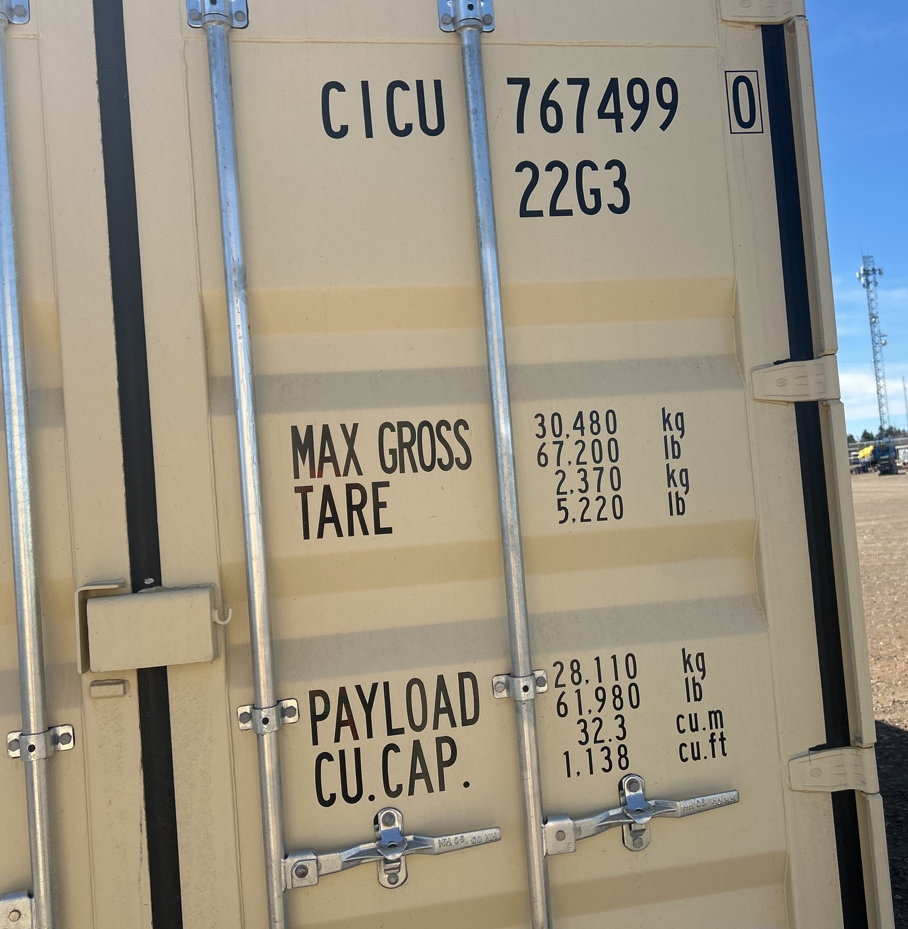 CICU 767499 0
22G3
MAX GROSS 30,480 kg
67,200 lb
TARE 2,370 kg
5,220 lb
PAYLOAD 28,110 kg
61,980 lb
CU.CAP. 32.3 cu.m
1,138 cu.ft